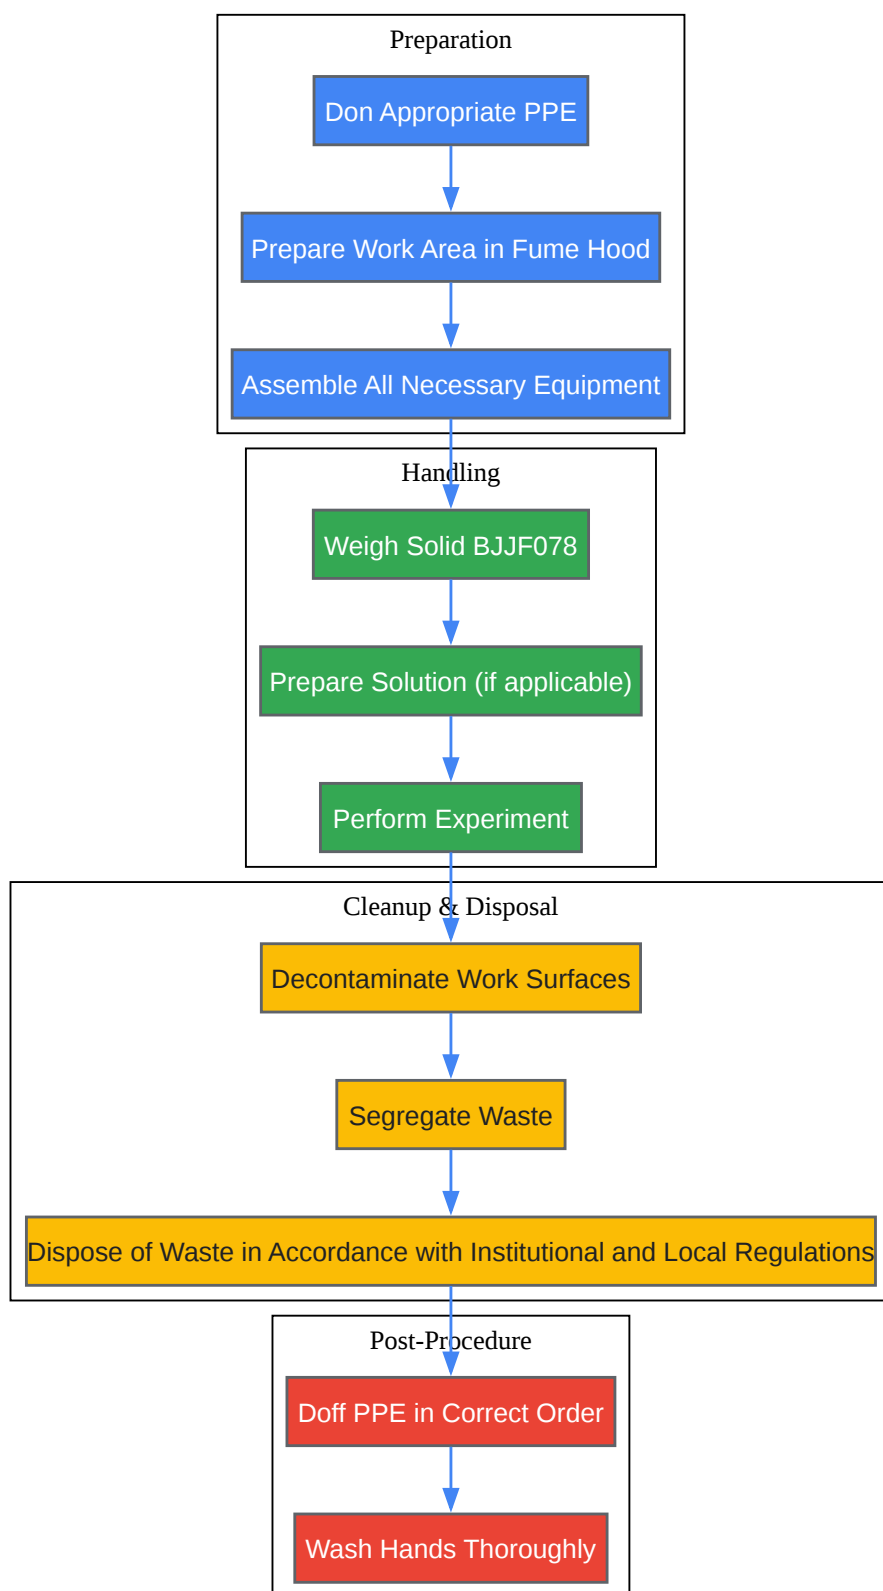 Preparation
Don Appropriate PPE
Prepare Work Area in Fume Hood
Assemble All Necessary Equipment
Handling
Weigh Solid BJJF078
Prepare Solution (if applicable)
Perform Experiment
Cleanup & Disposal
Decontaminate Work Surfaces
Segregate Waste
Dispose of Waste in Accordance with Institutional and Local Regulations
Post-Procedure
Doff PPE in Correct Order
Wash Hands Thoroughly